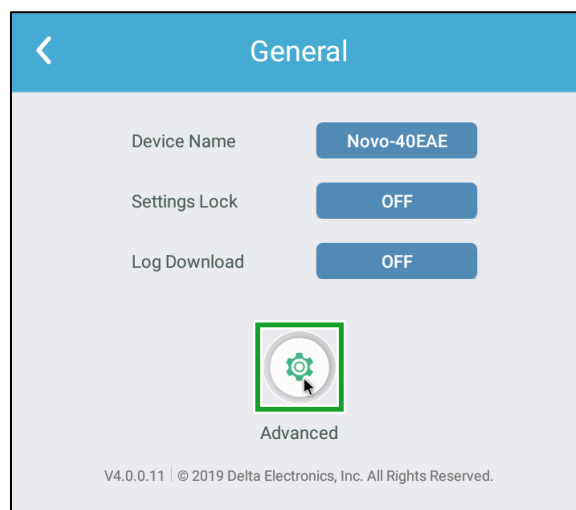 General
Device Name Novo-40EAE
Settings Lock OFF
Log Download OFF
Advanced
V4.0.0.11 | © 2019 Delta Electronics, Inc. All Rights Reserved.